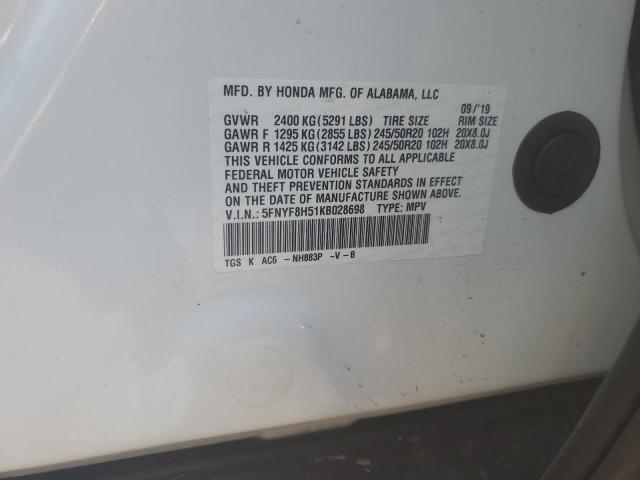 MFD. BY HONDA MFG. OF ALABAMA, LLC
09/'19
GVWR 2400 KG (5291 LBS) TIRE SIZE RIM SIZE
GAWR F 1295 KG (2855 LBS) 245/50R20 102H 20X8.0J
GAWR R 1425 KG (3142 LBS) 245/50R20 102H 20X8.0J
THIS VEHICLE CONFORMS TO ALL APPLICABLE
FEDERAL MOTOR VEHICLE SAFETY
AND THEFT PREVENTION STANDARDS IN EFFECT
ON THE DATE OF MANUFACTURE SHOWN ABOVE.
V.I.N.: 5FNYF8H51KB028698 TYPE: MPV
TGS K AC6 - NH883P - V - B